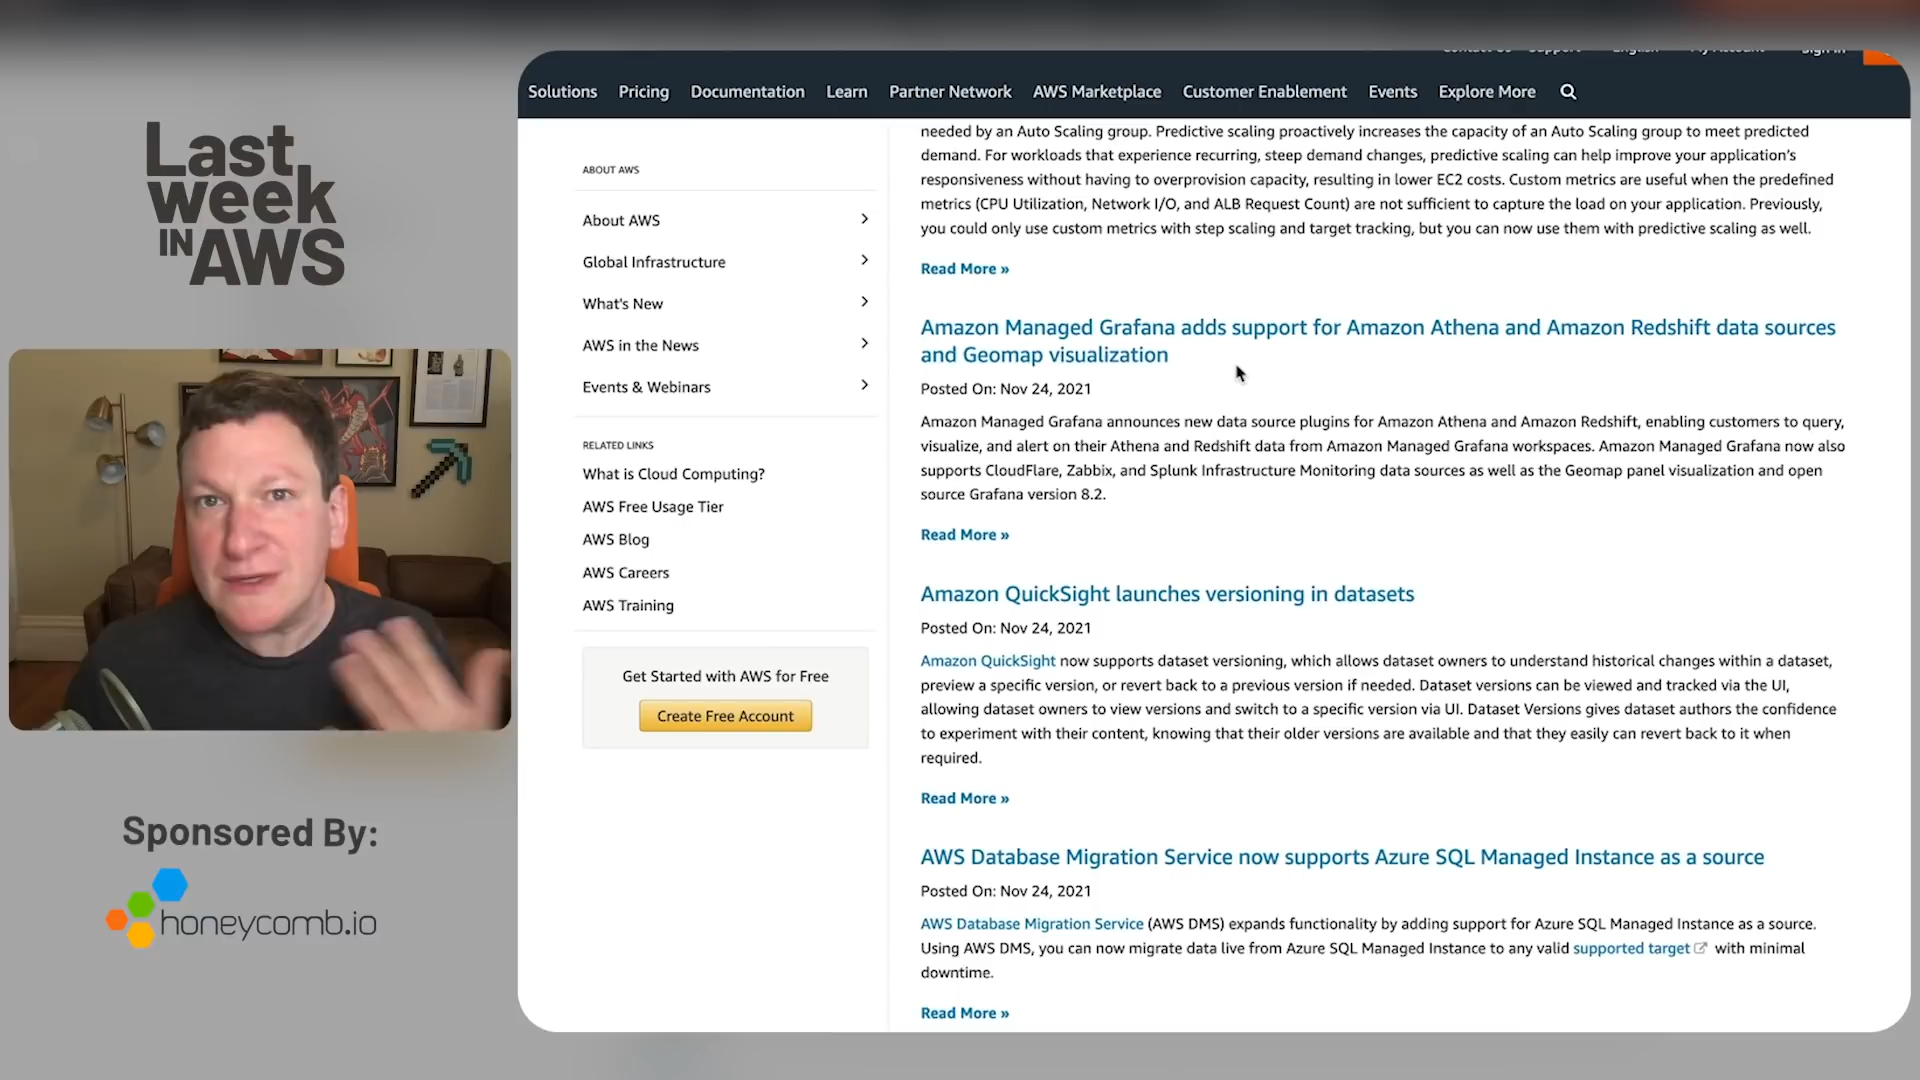 Last
week
IN AWS
Sponsored By:
honeycomb.io
Contact Us Support English My Account Sign In
Solutions Pricing Documentation Learn Partner Network AWS Marketplace Customer Enablement Events Explore More
ABOUT AWS
About AWS
Global Infrastructure
What's New
AWS in the News
Events & Webinars
RELATED LINKS
What is Cloud Computing?
AWS Free Usage Tier
AWS Blog
AWS Careers
AWS Training
Get Started with AWS for Free
Create Free Account
needed by an Auto Scaling group. Predictive scaling proactively increases the capacity of an Auto Scaling group to meet predicted
demand. For workloads that experience recurring, steep demand changes, predictive scaling can help improve your application's
responsiveness without having to overprovision capacity, resulting in lower EC2 costs. Custom metrics are useful when the predefined
metrics (CPU Utilization, Network I/O, and ALB Request Count) are not sufficient to capture the load on your application. Previously,
you could only use custom metrics with step scaling and target tracking, but you can now use them with predictive scaling as well.
Read More »
Amazon Managed Grafana adds support for Amazon Athena and Amazon Redshift data sources
and Geomap visualization
Posted On: Nov 24, 2021
Amazon Managed Grafana announces new data source plugins for Amazon Athena and Amazon Redshift, enabling customers to query,
visualize, and alert on their Athena and Redshift data from Amazon Managed Grafana workspaces. Amazon Managed Grafana now also
supports CloudFlare, Zabbix, and Splunk Infrastructure Monitoring data sources as well as the Geomap panel visualization and open
source Grafana version 8.2.
Read More »
Amazon QuickSight launches versioning in datasets
Posted On: Nov 24, 2021
Amazon QuickSight now supports dataset versioning, which allows dataset owners to understand historical changes within a dataset,
preview a specific version, or revert back to a previous version if needed. Dataset versions can be viewed and tracked via the UI,
allowing dataset owners to view versions and switch to a specific version via UI. Dataset Versions gives dataset authors the confidence
to experiment with their content, knowing that their older versions are available and that they easily can revert back to it when
required.
Read More »
AWS Database Migration Service now supports Azure SQL Managed Instance as a source
Posted On: Nov 24, 2021
AWS Database Migration Service (AWS DMS) expands functionality by adding support for Azure SQL Managed Instance as a source.
Using AWS DMS, you can now migrate data live from Azure SQL Managed Instance to any valid supported target with minimal
downtime.
Read More »